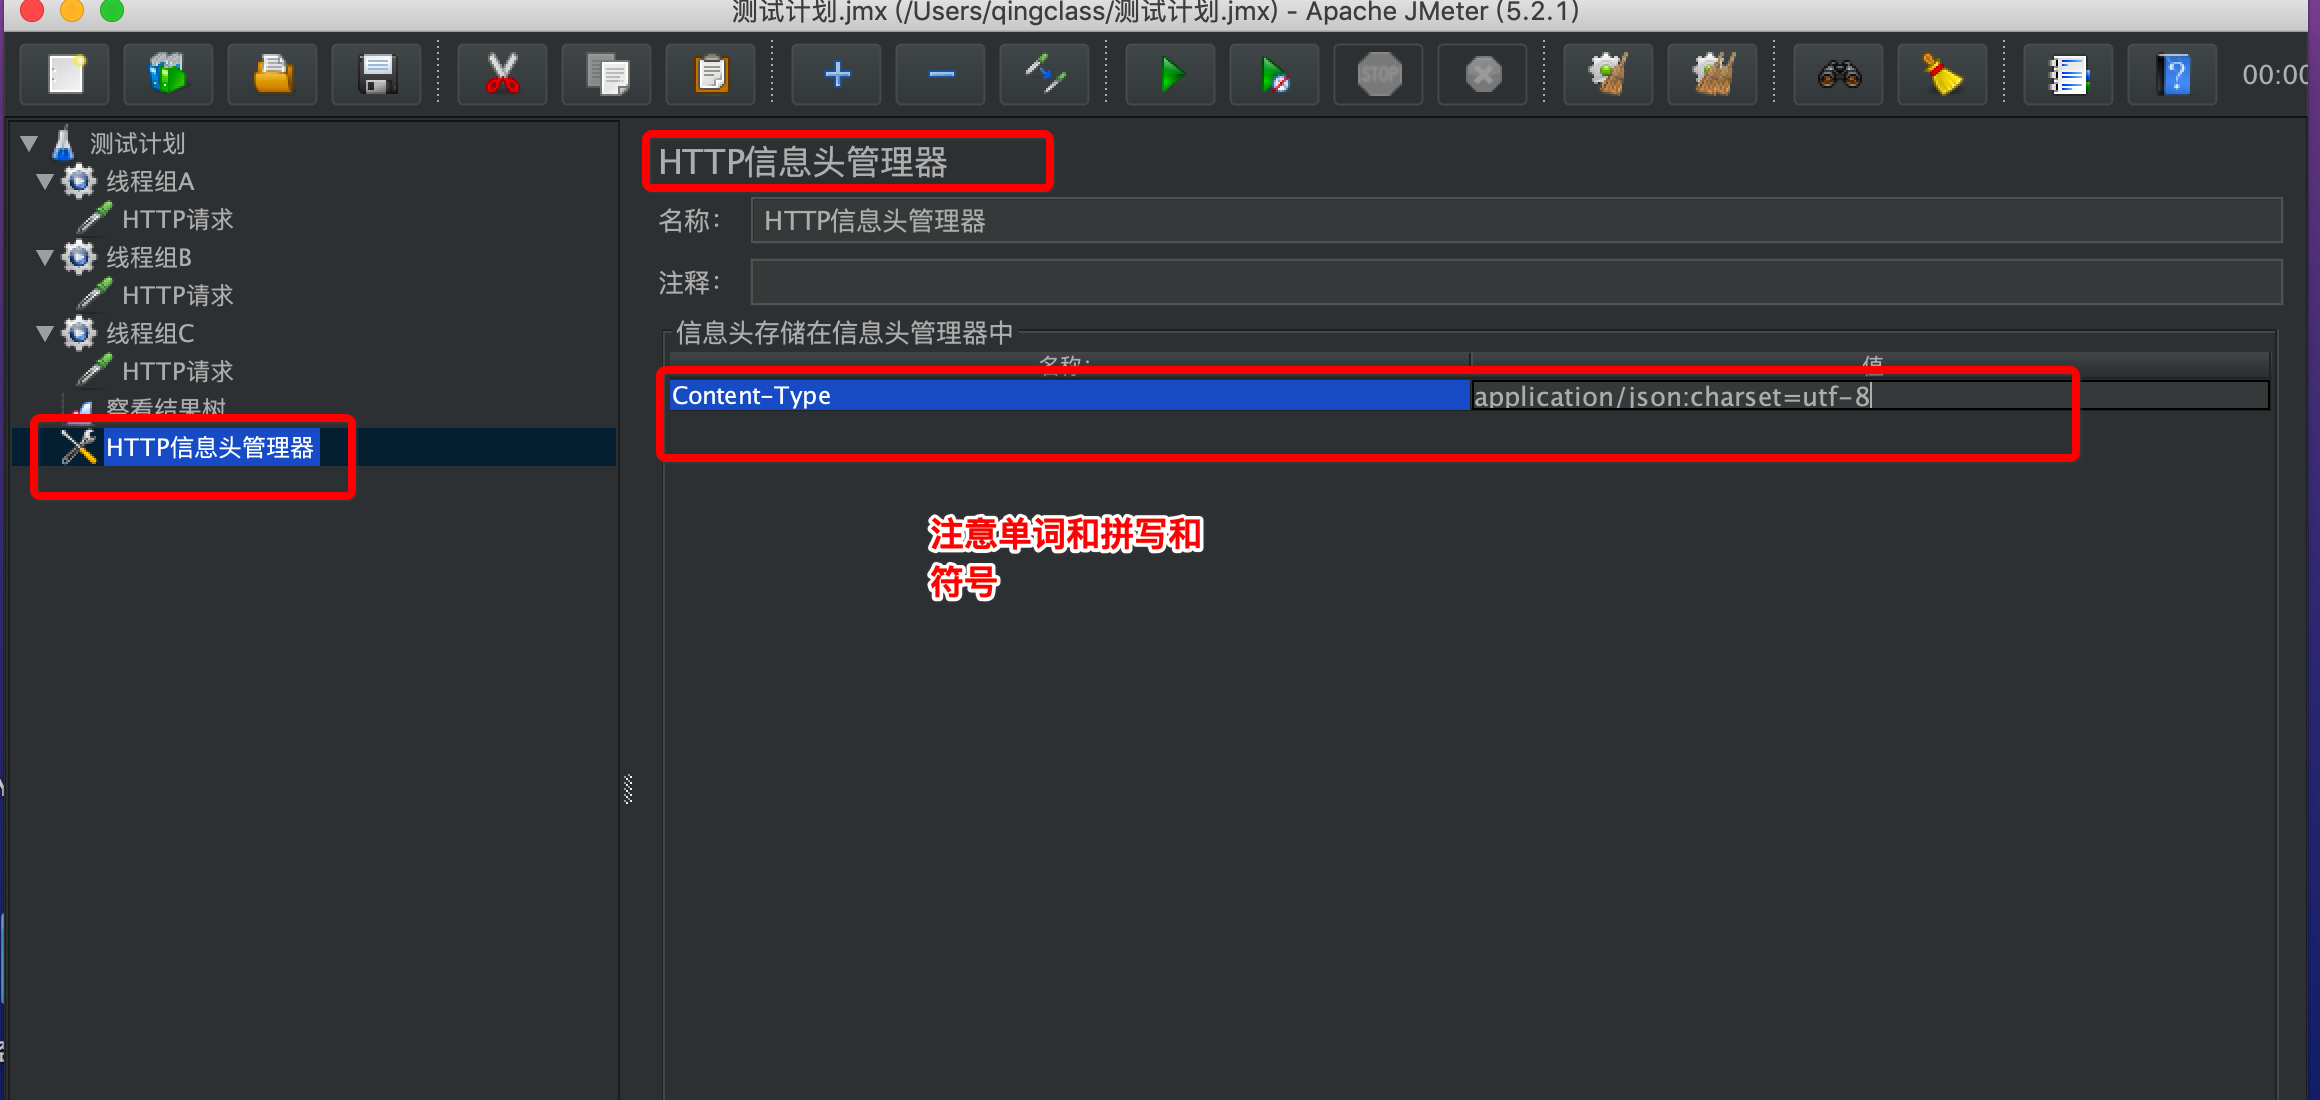 测试计划.jmx (/Users/qingclass/测试计划.jmx) - Apache JMeter (5.2.1)
STOP
00:00
测试计划
线程组A
HTTP请求
线程组B
HTTP请求
线程组C
HTTP请求
察看结果树
HTTP信息头管理器
HTTP信息头管理器
名称：
HTTP信息头管理器
注释：
信息头存储在信息头管理器中
名称:
值
Content-Type
application/json:charset=utf-8
注意单词和拼写和
符号